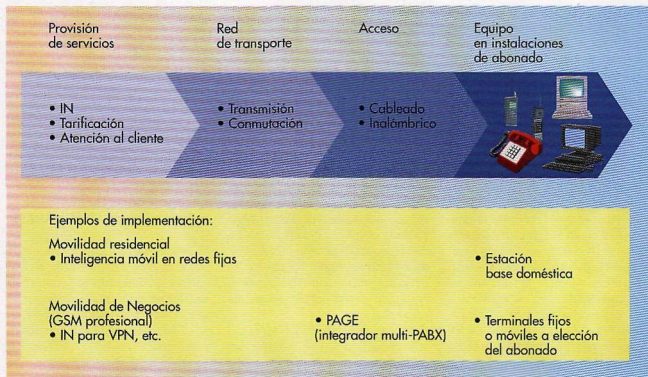 Provisión
de servicios
Red
de transporte
Acceso
Equipo
en instalaciones
de abonado
• IN
• Tarificación
• Atención al cliente
• Transmisión
• Conmutación
• Cableado
• Inalámbrico
Ejemplos de implementación:
Movilidad residencial
• Inteligencia móvil en redes fijas
• Estación
base doméstica
Movilidad de Negocios
(GSM profesional)
• IN para VPN, etc.
• PAGE
(integrador multi-PABX)
• Terminales fijos
o móviles a elección
del abonado